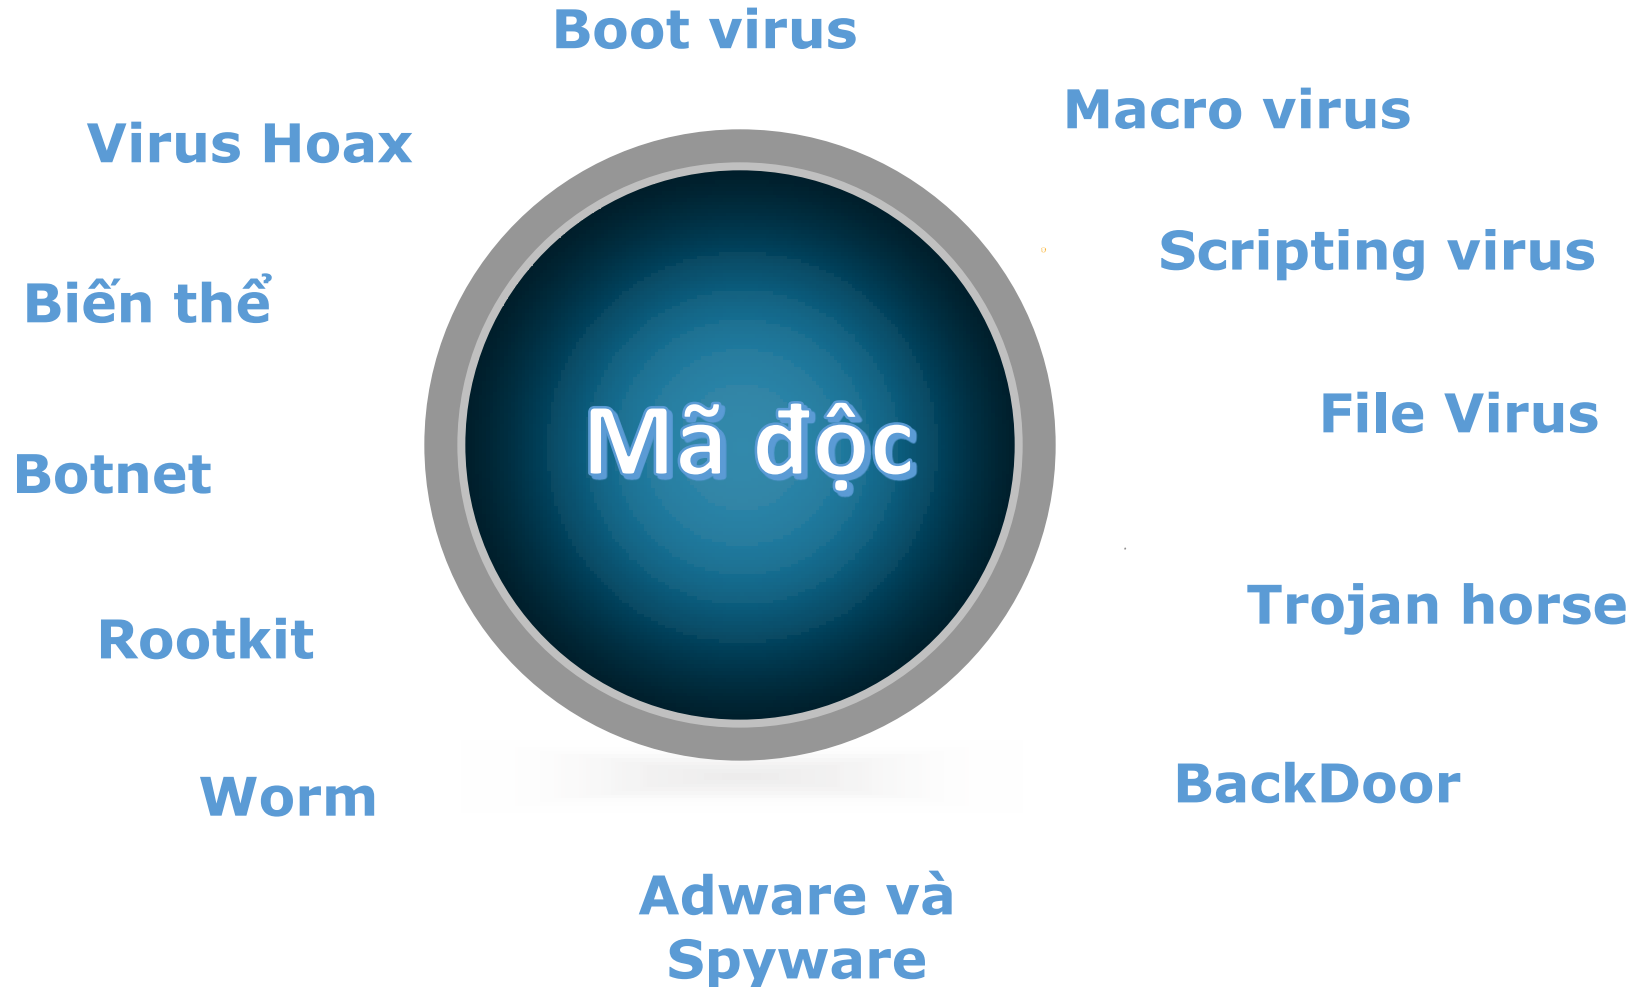 Boot virus
Macro virus
Virus Hoax
Scripting virus
Biến thể
File Virus
Mã độc
Botnet
Trojan horse
Rootkit
BackDoor
Worm
Adware và
Spyware